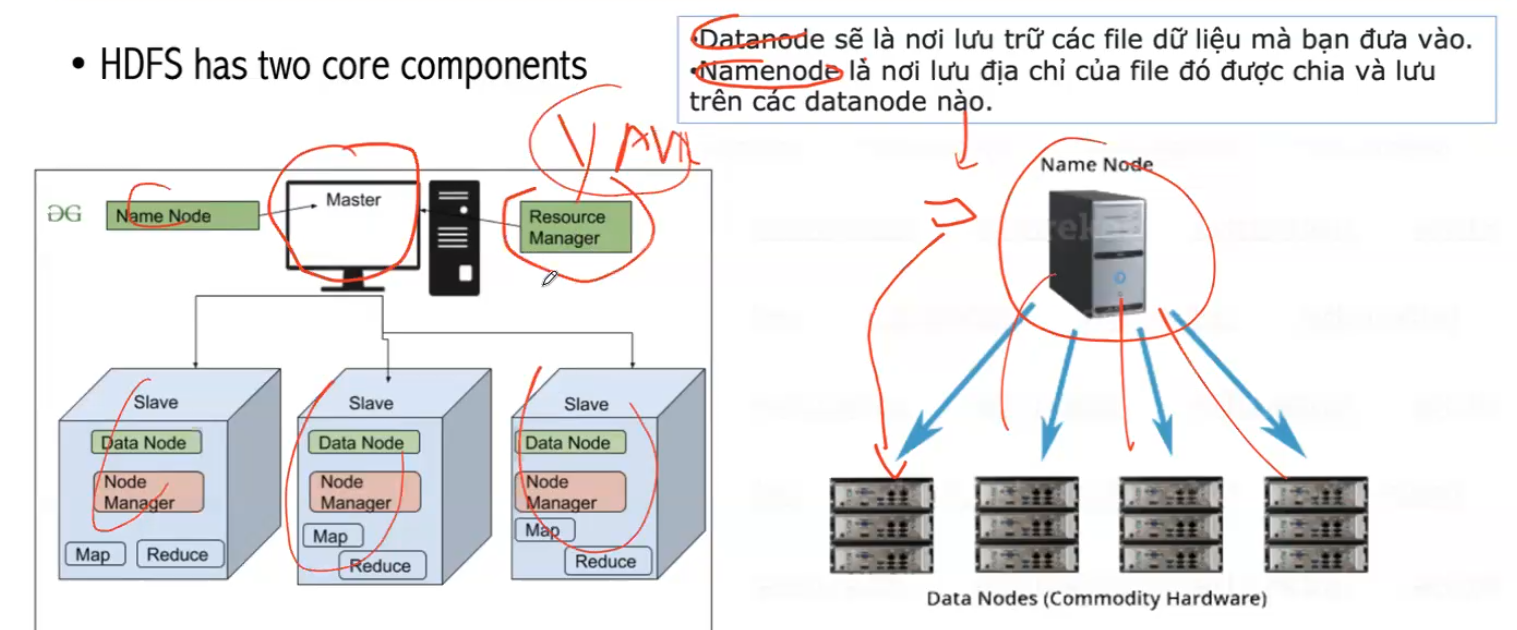 • HDFS has two core components
•Datanode sẽ là nơi lưu trữ các file dữ liệu mà bạn đưa vào.
•Namenode là nơi lưu địa chỉ của file đó được chia và lưu
trên các datanode nào.
YARN
Name Node
Master
Resource
Manager
Slave
Data Node
Node
Manager
Map
Reduce
Slave
Data Node
Node
Manager
Map
Reduce
Slave
Data Node
Node
Manager
Map
Reduce
Name Node
Data Nodes (Commodity Hardware)